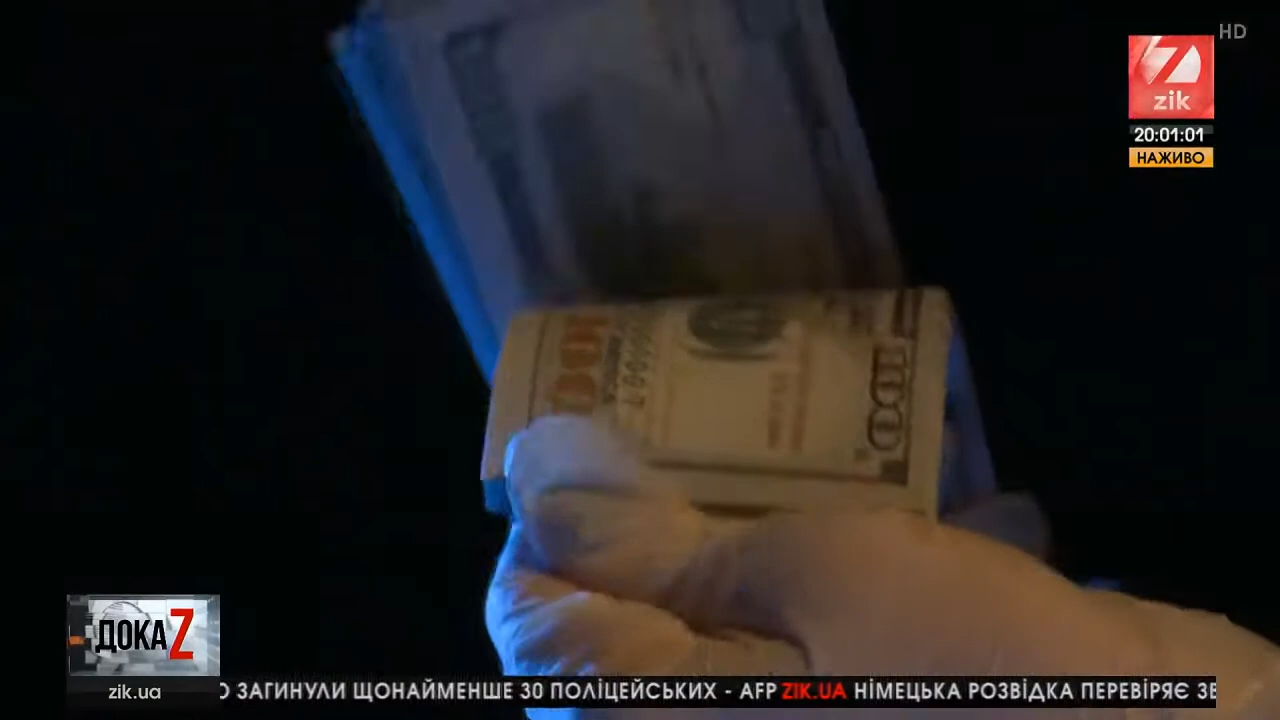 HD
zik
20:01:01
НАЖИВО
100
ДОКАZ
zik.ua
О ЗАГИНУЛИ ЩОНАЙМЕНШЕ 30 ПОЛІЦЕЙСЬКИХ - AFP ZIK.UA НІМЕЦЬКА РОЗВІДКА ПЕРЕВІРЯЄ ЗВ